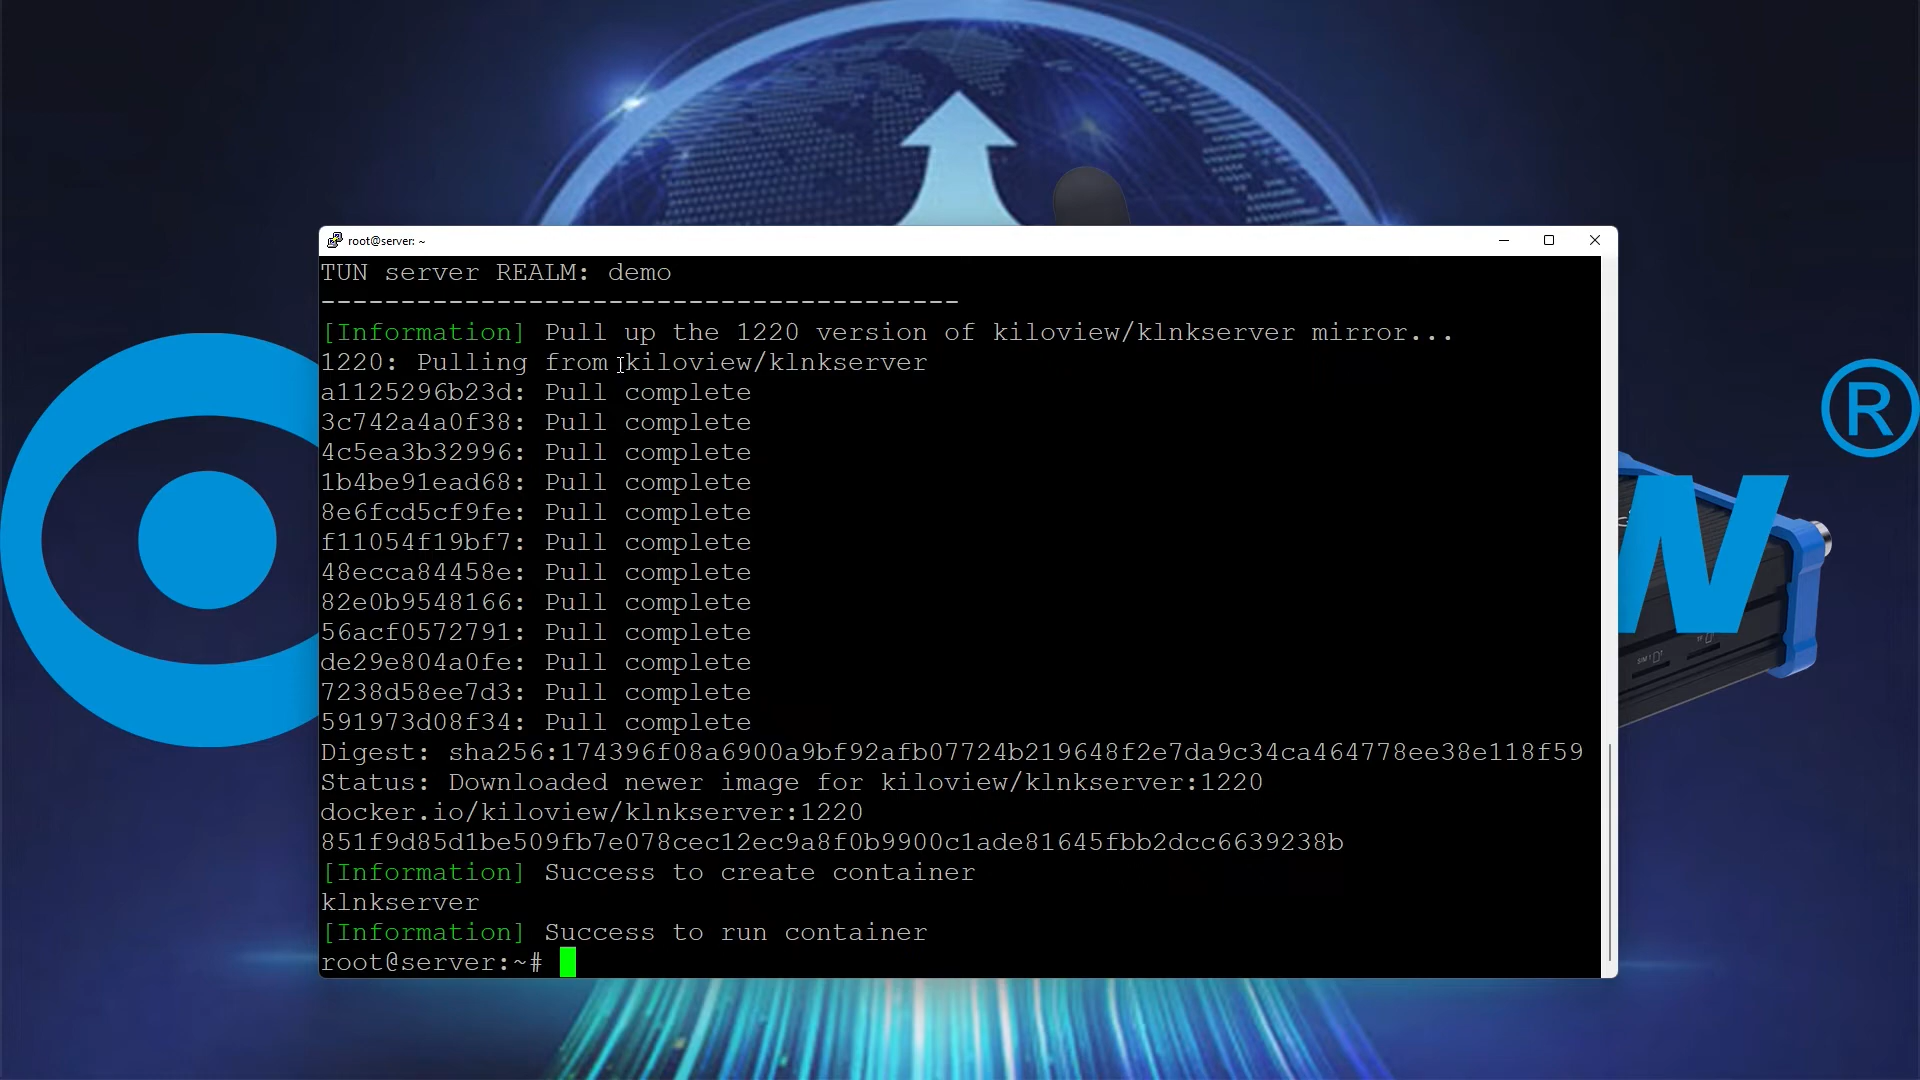 root@server: ~
TUN server REALM: demo
----------------------------------------
[Information] Pull up the 1220 version of kiloview/klnkserver mirror...
1220: Pulling from kiloview/klnkserver
a1125296b23d: Pull complete
3c742a4a0f38: Pull complete
4c5ea3b32996: Pull complete
1b4be91ead68: Pull complete
8e6fcd5cf9fe: Pull complete
f11054f19bf7: Pull complete
48ecca84458e: Pull complete
82e0b9548166: Pull complete
56acf0572791: Pull complete
de29e804a0fe: Pull complete
7238d58ee7d3: Pull complete
591973d08f34: Pull complete
Digest: sha256:174396f08a6900a9bf92afb07724b219648f2e7da9c34ca464778ee38e118f59
Status: Downloaded newer image for kiloview/klnkserver:1220
docker.io/kiloview/klnkserver:1220
851f9d85d1be509fb7e078cec12ec9a8f0b9900c1ade81645fbb2dcc6639238b
[Information] Success to create container
klnkserver
[Information] Success to run container
root@server:~#
W
®